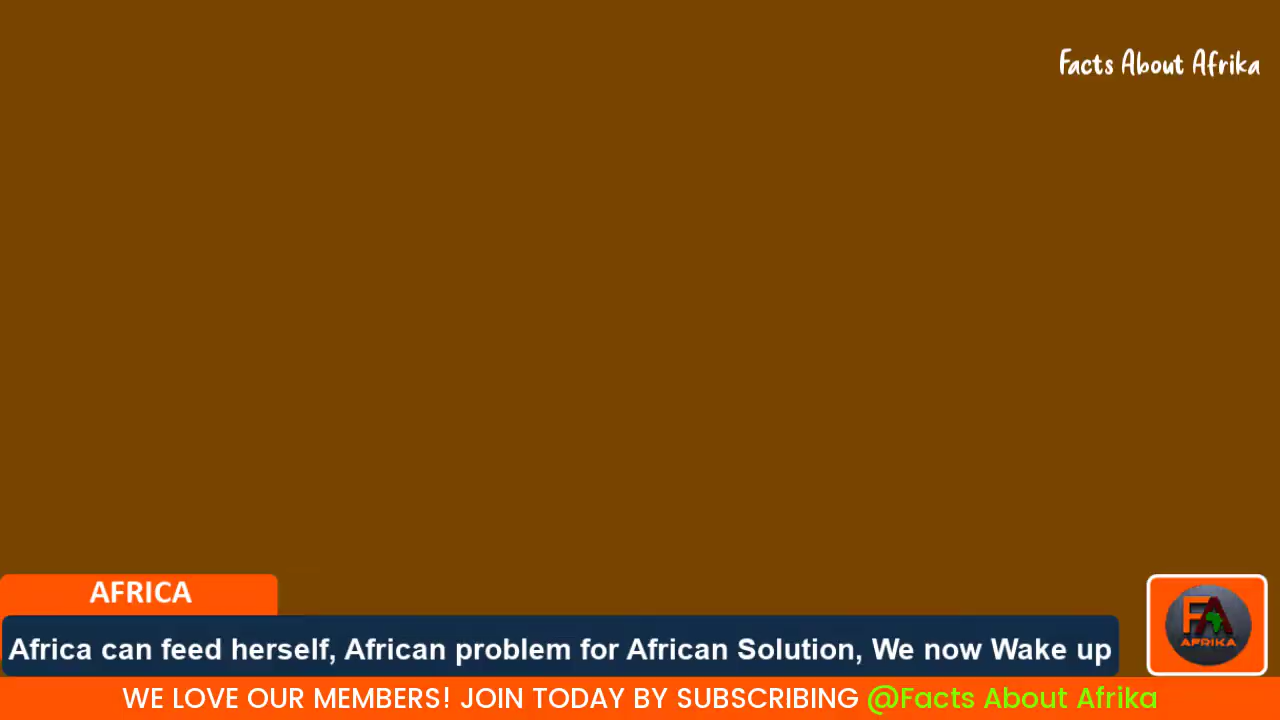 Facts About Afrika
AFRICA
Africa can feed herself, African problem for African Solution, We now Wake up
FA
AFRIKA
WE LOVE OUR MEMBERS! JOIN TODAY BY SUBSCRIBING @Facts About Afrika